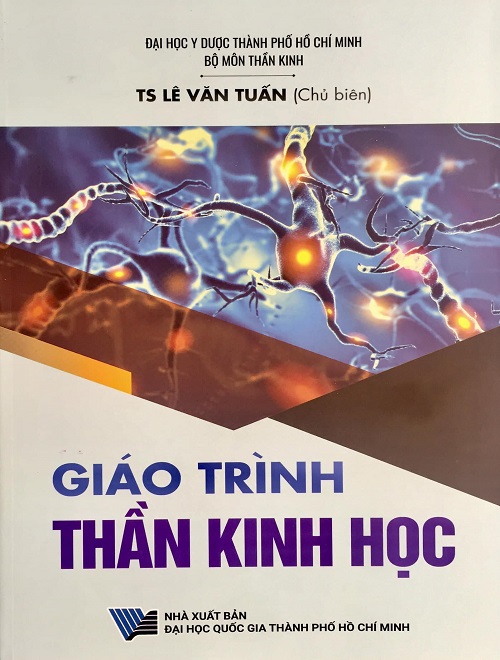 ĐẠI HỌC Y DƯỢC THÀNH PHỐ HỒ CHÍ MINH
BỘ MÔN THẦN KINH
TS LÊ VĂN TUẤN (Chủ biên)
GIÁO TRÌNH
THẦN KINH HỌC
NHÀ XUẤT BẢN
ĐẠI HỌC QUỐC GIA THÀNH PHỐ HỒ CHÍ MINH